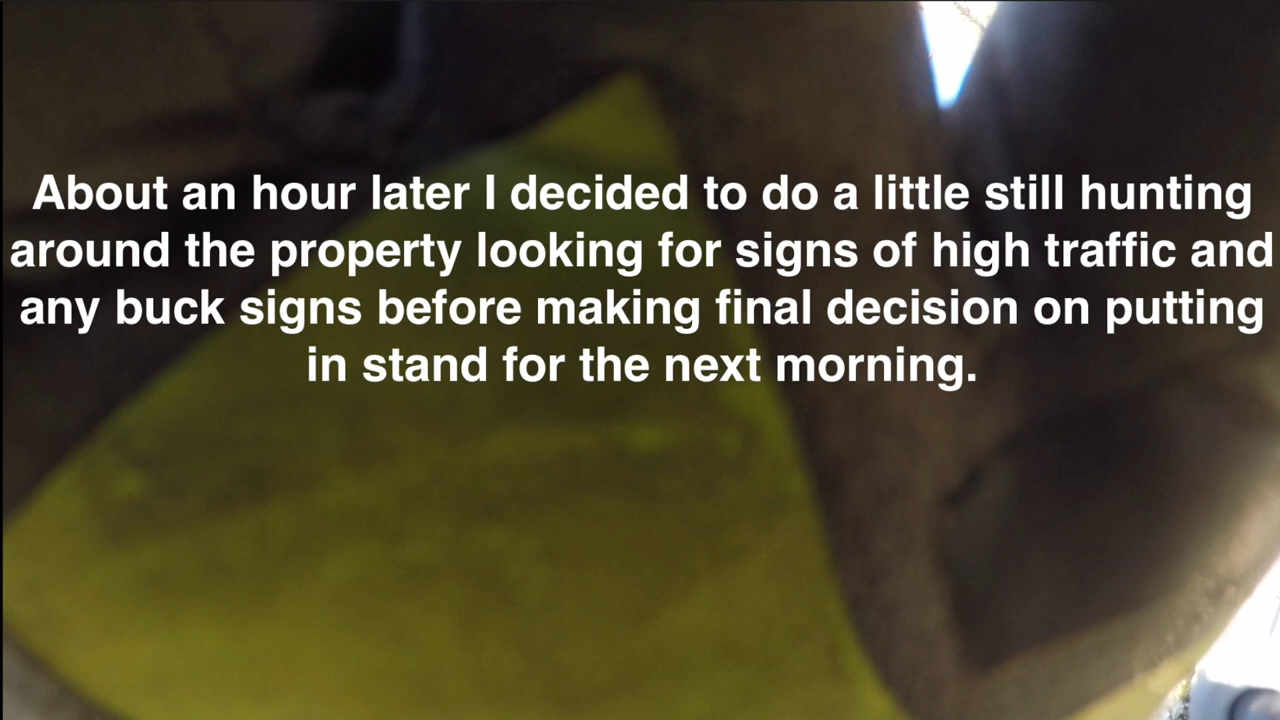 About an hour later I decided to do a little still hunting
around the property looking for signs of high traffic and
any buck signs before making final decision on putting
in stand for the next morning.